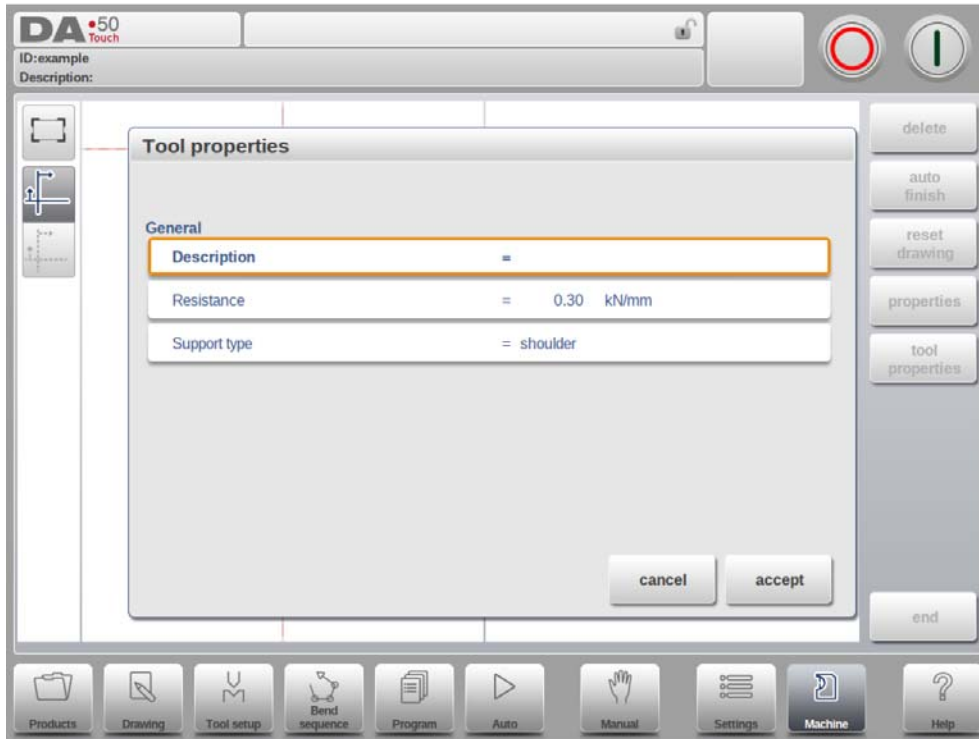 DA•50
Touch
ID:example
Description:
Tool properties
General
Description =
Resistance = 0.30 kN/mm
Support type = shoulder
cancel accept
delete
auto
finish
reset
drawing
properties
tool
properties
end
Products Drawing Tool setup Bend sequence Program Auto Manual Settings Machine Help